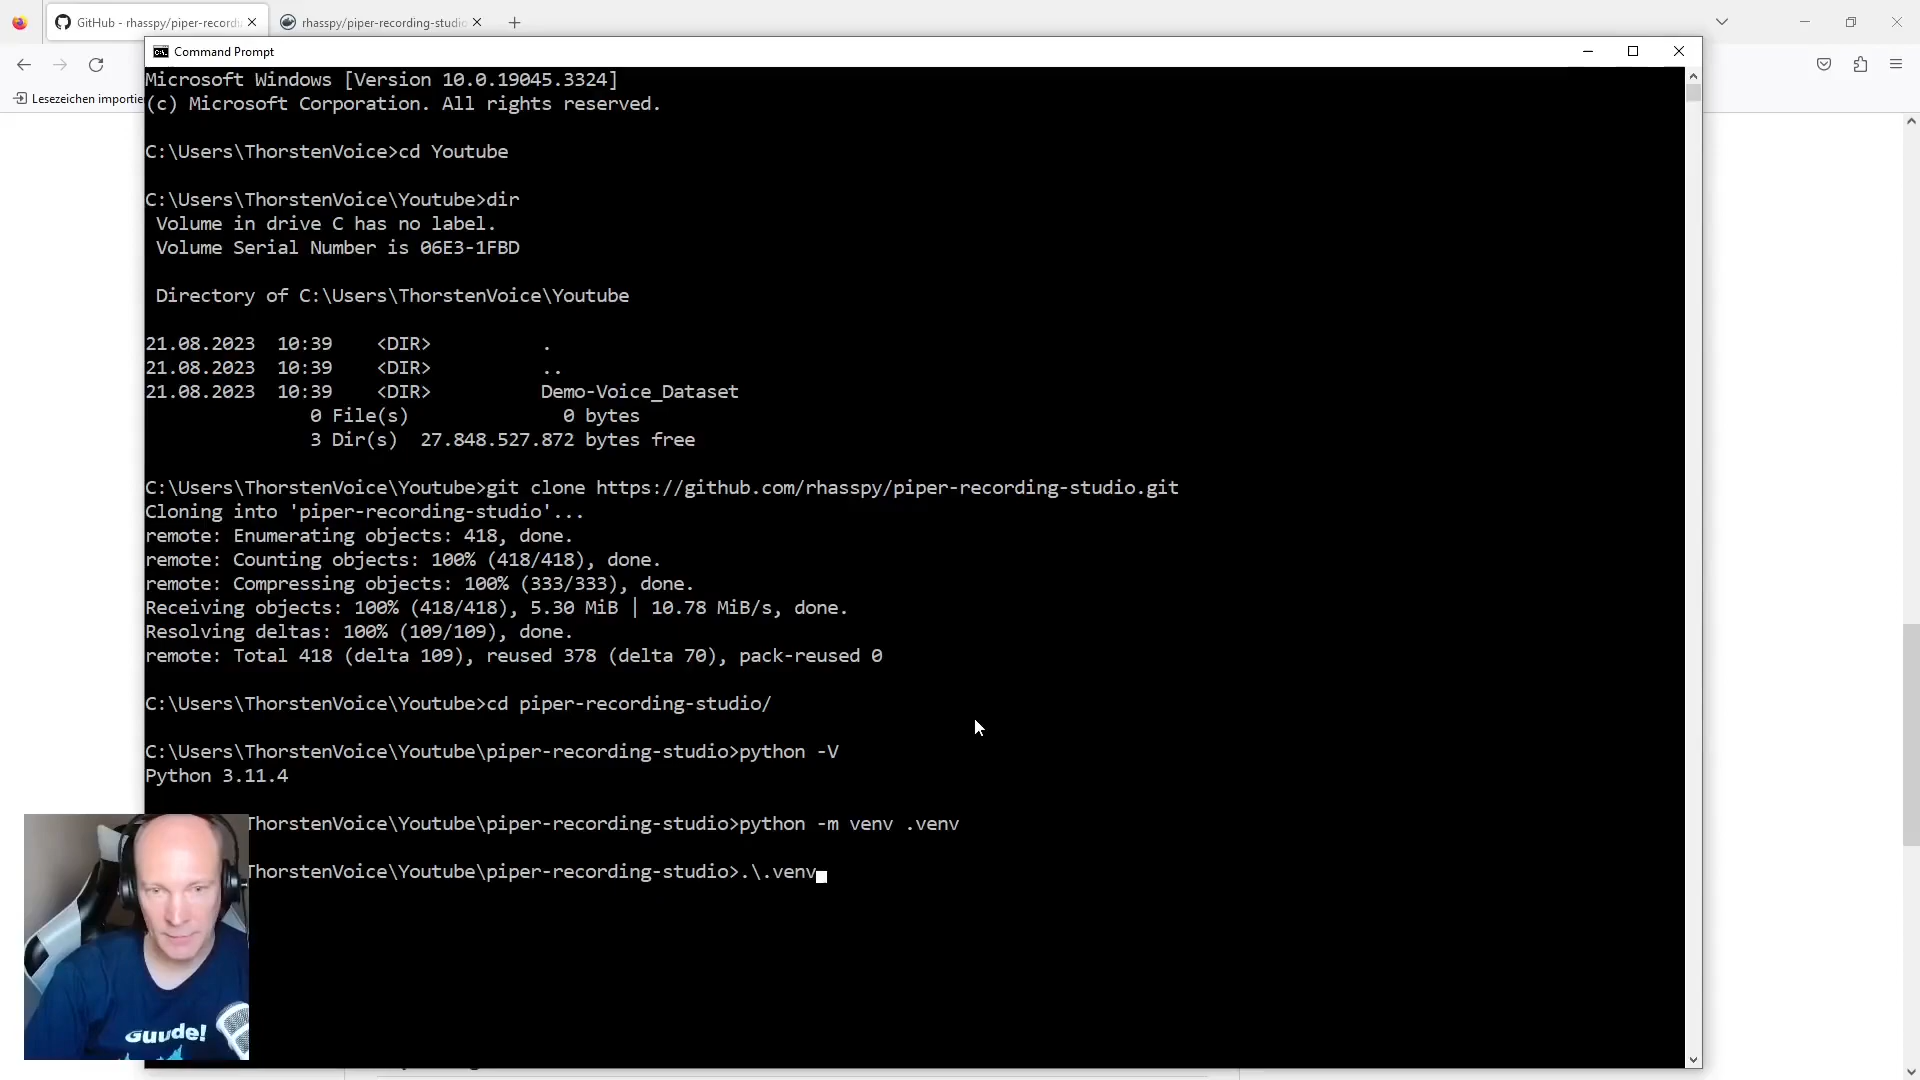 GitHub - rhasspy/piper-record
rhasspy/piper-recording-studio
Command Prompt
Lesezeichen importie
Microsoft Windows [Version 10.0.19045.3324]
(c) Microsoft Corporation. All rights reserved.
C:\Users\ThorstenVoice>cd Youtube
C:\Users\ThorstenVoice\Youtube>dir
Volume in drive C has no label.
Volume Serial Number is 06E3-1FBD
Directory of C:\Users\ThorstenVoice\Youtube
21.08.2023 10:39 <DIR> .
21.08.2023 10:39 <DIR> ..
21.08.2023 10:39 <DIR> Demo-Voice_Dataset
0 File(s) 0 bytes
3 Dir(s) 27.848.527.872 bytes free
C:\Users\ThorstenVoice\Youtube>git clone https://github.com/rhasspy/piper-recording-studio.git
Cloning into 'piper-recording-studio'...
remote: Enumerating objects: 418, done.
remote: Counting objects: 100% (418/418), done.
remote: Compressing objects: 100% (333/333), done.
Receiving objects: 100% (418/418), 5.30 MiB | 10.78 MiB/s, done.
Resolving deltas: 100% (109/109), done.
remote: Total 418 (delta 109), reused 378 (delta 70), pack-reused 0
C:\Users\ThorstenVoice\Youtube>cd piper-recording-studio/
C:\Users\ThorstenVoice\Youtube\piper-recording-studio>python -V
Python 3.11.4
ThorstenVoice\Youtube\piper-recording-studio>python -m venv .venv
ThorstenVoice\Youtube\piper-recording-studio>.\.venv
Guude!